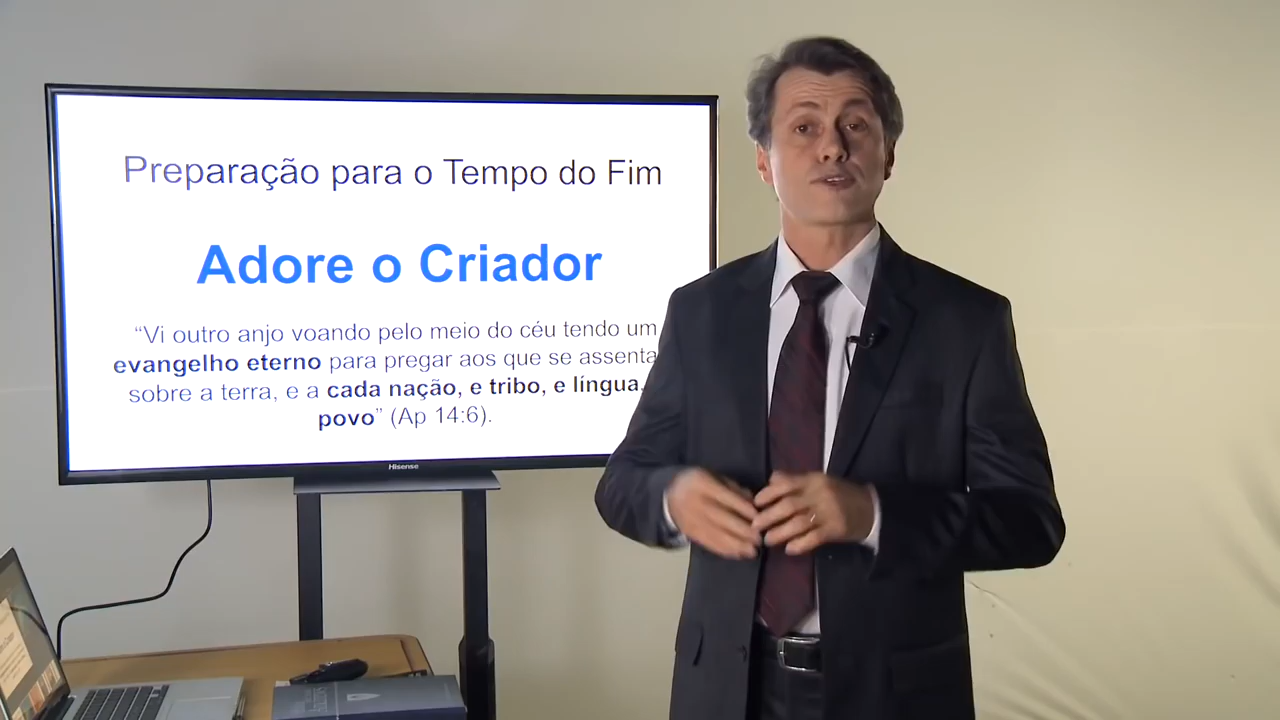 Preparação para o Tempo do Fim
Adore o Criador
“Vi outro anjo voando pelo meio do céu tendo um
evangelho eterno para pregar aos que se assenta
sobre a terra, e a cada nação, e tribo, e língua,
povo” (Ap 14:6).
Hisense